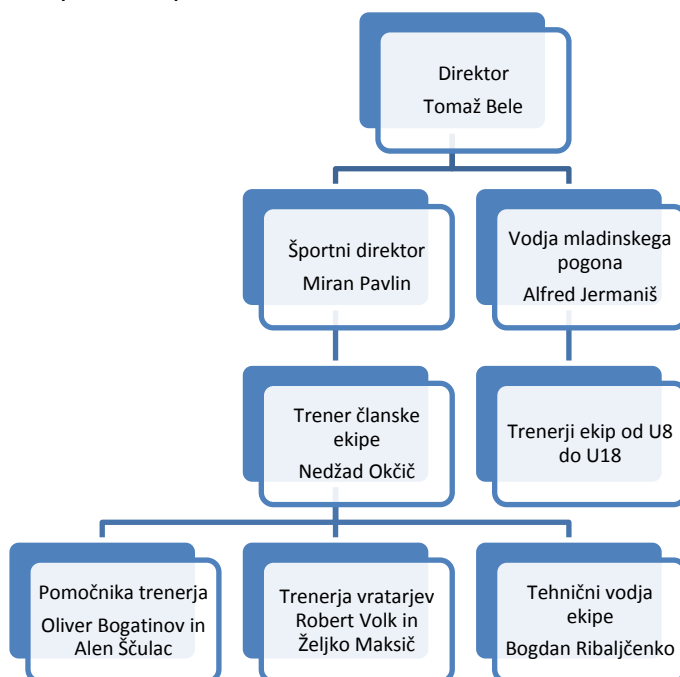 Direktor
Tomaž Bele
Športni direktor
Miran Pavlin
Vodja mladinskega
pogona
Alfred Jermaniš
Trener članske
ekipe
Nedžad Okčič
Trenerji ekip od U8
do U18
Pomočnika trenerja
Oliver Bogatinov in
Alen Ščulac
Trenerja vratarjev
Robert Volk in
Željko Maksič
Tehnični vodja
ekipe
Bogdan Ribaljčenko